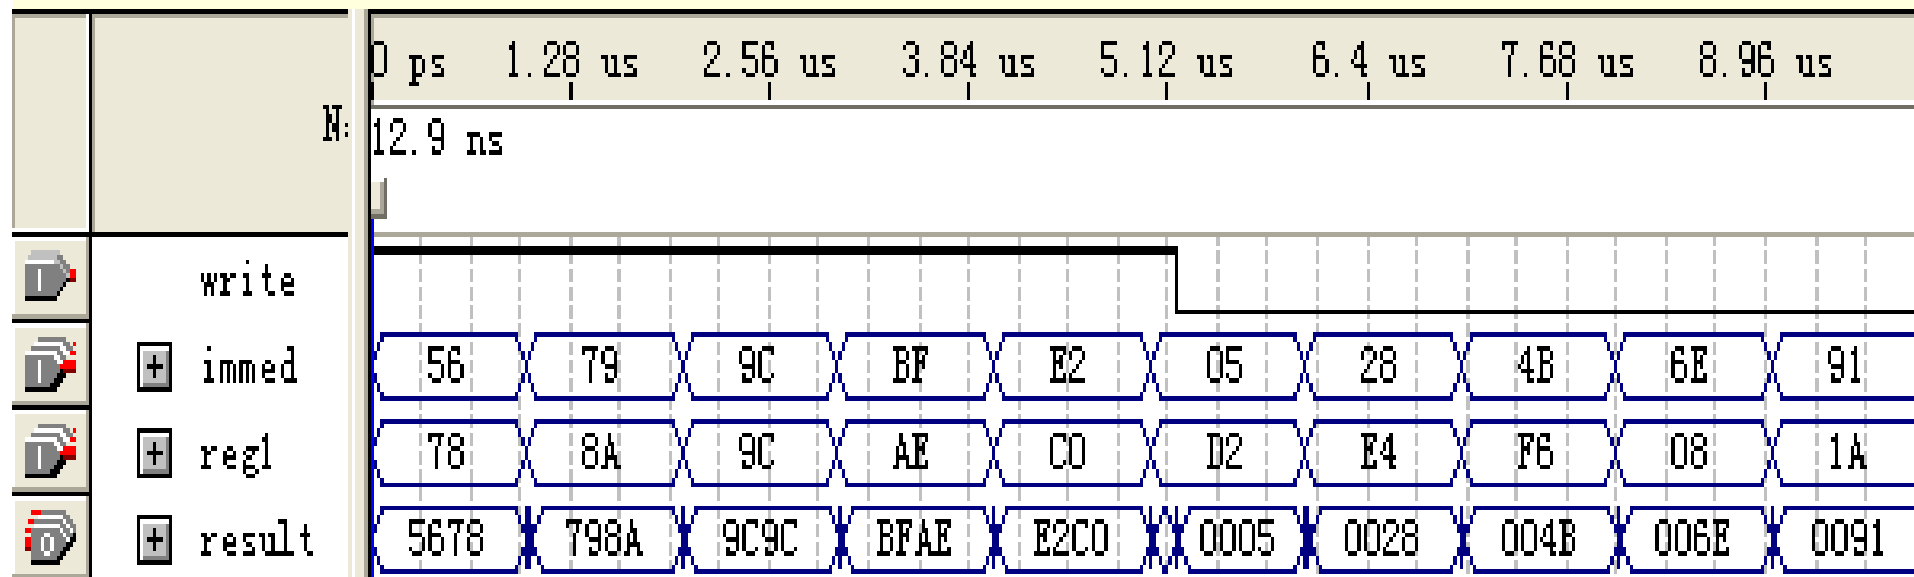 0 ps 1.28 us 2.56 us 3.84 us 5.12 us 6.4 us 7.68 us 8.96 us
N: 12.9 ns
write
immed 56 79 9C BF E2 05 28 4B 6E 91
reg1 78 8A 9C AE C0 D2 E4 F6 08 1A
result 5678 798A 9C9C BFAE E2C0 0005 0028 004B 006E 0091